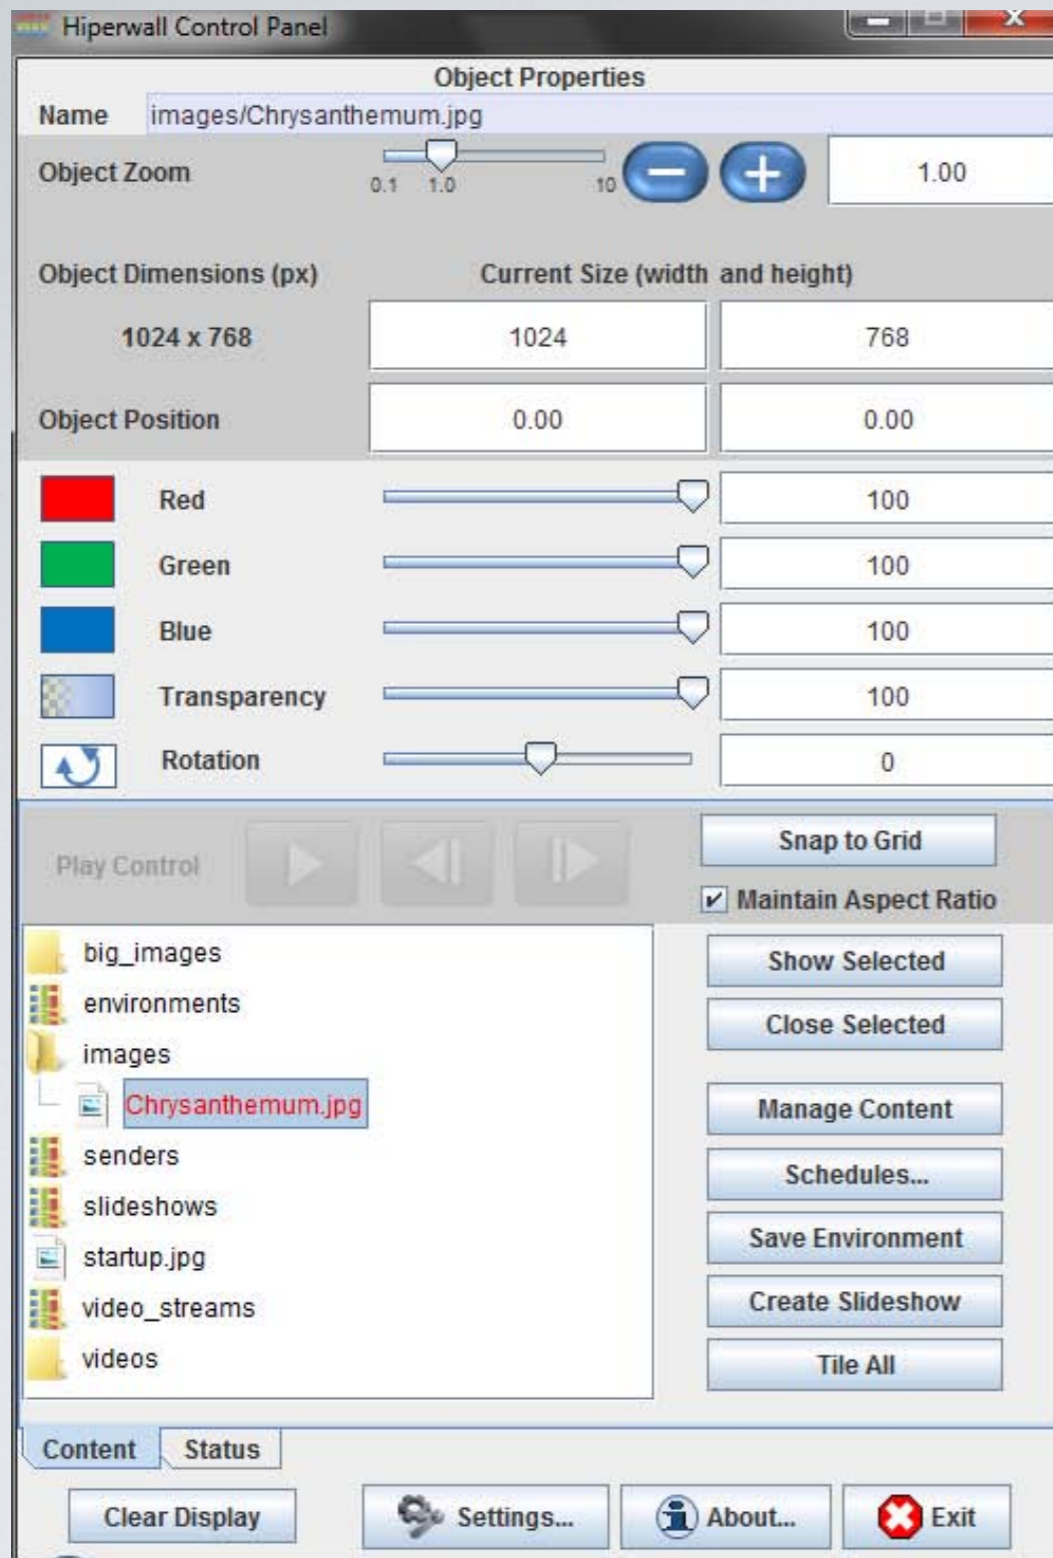 Hiperwall Control Panel
Object Properties
Name images/Chrysanthemum.jpg
Object Zoom 0.1 1.0 10 1.00
Object Dimensions (px) Current Size (width and height)
1024 x 768 1024 768
Object Position 0.00 0.00
Red 100
Green 100
Blue 100
Transparency 100
Rotation 0
Play Control
Snap to Grid
Maintain Aspect Ratio
big_images
environments
images
Chrysanthemum.jpg
senders
slideshows
startup.jpg
video_streams
videos
Show Selected
Close Selected
Manage Content
Schedules...
Save Environment
Create Slideshow
Tile All
Content Status
Clear Display Settings... About... Exit